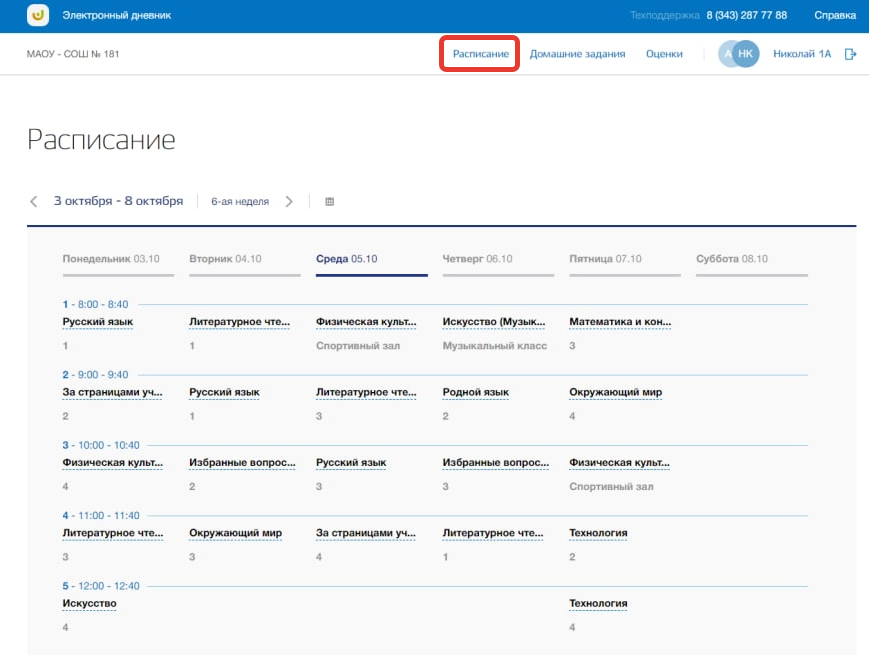 Электронный дневник Техподдержка 8 (343) 287 77 88 Справка
МАОУ - СОШ № 181 Расписание Домашние задания Оценки А НК Николай 1А
Расписание
3 октября - 8 октября 6-ая неделя
Понедельник 03.10 Вторник 04.10 Среда 05.10 Четверг 06.10 Пятница 07.10 Суббота 08.10
1 - 8:00 - 8:40
Русский язык Литературное чте... Физическая культ... Искусство (Музык... Математика и кон...
1 1 Спортивный зал Музыкальный класс 3
2 - 9:00 - 9:40
За страницами уч... Русский язык Литературное чте... Родной язык Окружающий мир
2 1 3 2 4
3 - 10:00 - 10:40
Физическая культ... Избранные вопрос... Русский язык Избранные вопрос... Физическая культ...
4 2 3 3 Спортивный зал
4 - 11:00 - 11:40
Литературное чте... Окружающий мир За страницами уч... Литературное чте... Технология
3 3 4 1 2
5 - 12:00 - 12:40
Искусство Технология
4 4